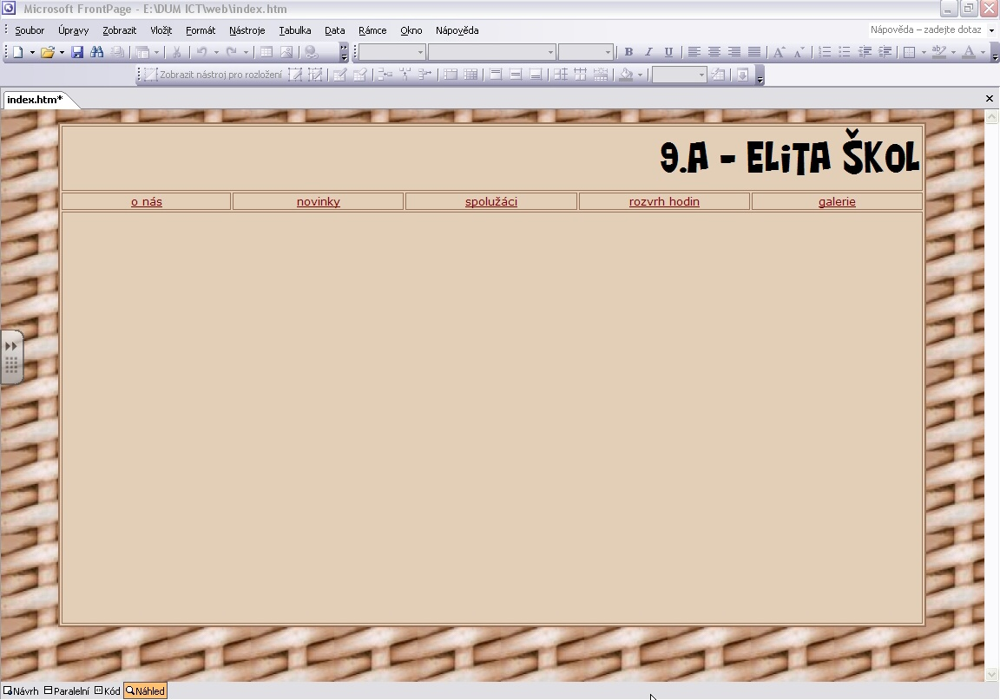 Microsoft FrontPage - E:\DUM ICT\web\index.htm
Soubor Úpravy Zobrazit Vložit Formát Nástroje Tabulka Data Rámce Okno Nápověda Nápověda – zadejte dotaz
B I U A A ab A
Zobrazit nástroj pro rozložení
index.htm*
9.A - ELiTA ŠKOL
o nás novinky spolužáci rozvrh hodin galerie
Návrh Paralelní Kód Náhled